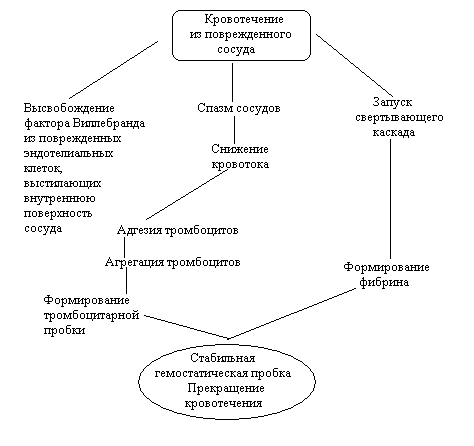 Кровотечение
из поврежденного
сосуда
Высвобождение
фактора Виллебранда
из поврежденных
эндотелиальных
клеток,
выстилающих
внутреннюю
поверхность
сосуда
Спазм сосудов
Снижение
кровотока
Запуск
свертывающего
каскада
Адгезия тромбоцитов
Агрегация тромбоцитов
Формирование
тромбоцитарной
пробки
Формирование
фибрина
Стабильная
гемостатическая пробка
Прекращение
кровотечения